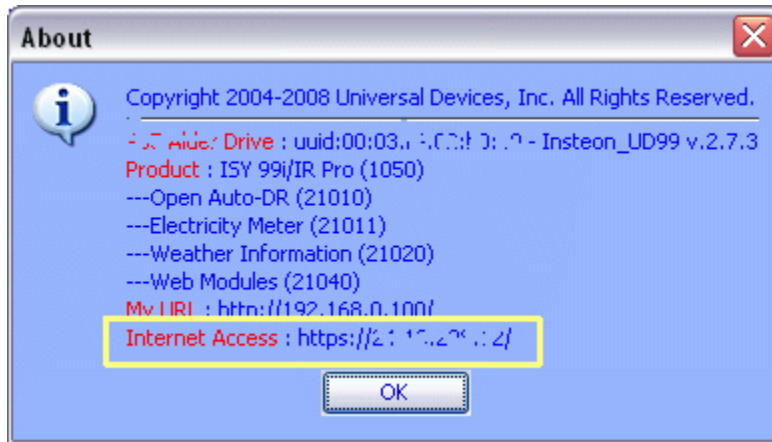 About
Copyright 2004-2008 Universal Devices, Inc. All Rights Reserved.
Drive : - Insteon_UD99 v.2.7.3
Product : ISY 99i/IR Pro (1050)
---Open Auto-DR (21010)
---Electricity Meter (21011)
---Weather Information (21020)
---Web Modules (21040)
My URL : http://192.168.0.100/
Internet Access :
OK